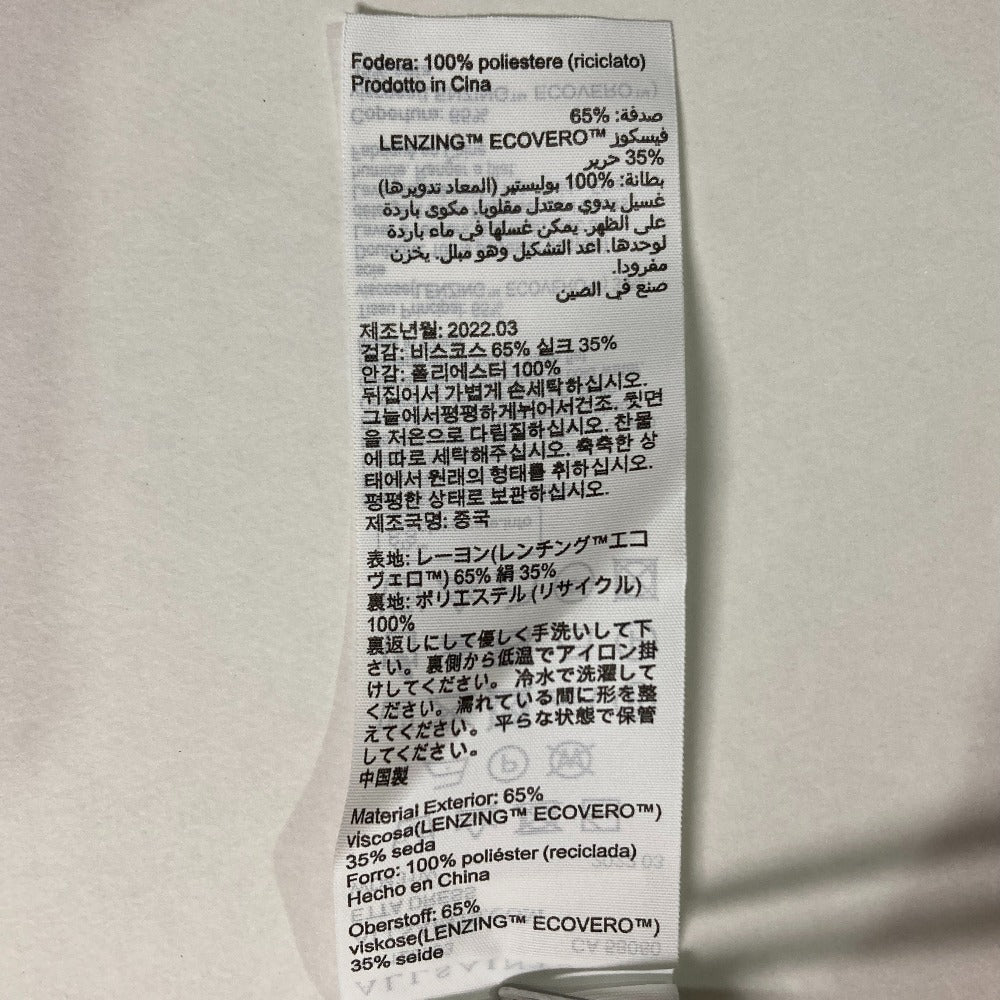 Fodera: 100% poliestere (riciclato)
Prodotto in Cina
صدفة: 65%
فيسكوز LENZING™ ECOVERO™
35% حرير
بطانة: 100% بوليستير (المعاد تدويرها)
غسيل يدوي معتدل مقلوبا. مكوى باردة
على الظهر. يمكن غسلها في ماء باردة
لوحدها. اعد التشكيل وهو مبلل. يخزن
مفرودا.
صنع في الصين
제조년월: 2022.03
겉감: 비스코스 65% 실크 35%
안감: 폴리에스터 100%
뒤집어서 가볍게 손세탁하십시오.
그늘에서평평하게뉘어서건조. 뒷면
을 저온으로 다림질하십시오. 찬물
에 따로 세탁해주십시오. 축축한 상
태에서 원래의 형태를 취하십시오.
평평한 상태로 보관하십시오.
제조국명: 중국
表地: レーヨン(レンチング™エコ
ヴェロ™) 65% 絹 35%
裏地: ポリエステル (リサイクル)
100%
裏返しにして優しく手洗いして下
さい。裏側から低温でアイロン掛
けしてください。 冷水で洗濯して
ください。濡れている間に形を整
えてください。 平らな状態で保管
してください。
中国製
Material Exterior: 65%
viscosa(LENZING™ ECOVERO™)
35% seda
Forro: 100% poliéster (reciclada)
Hecho en China
Oberstoff: 65%
viskose(LENZING™ ECOVERO™)
35% seide